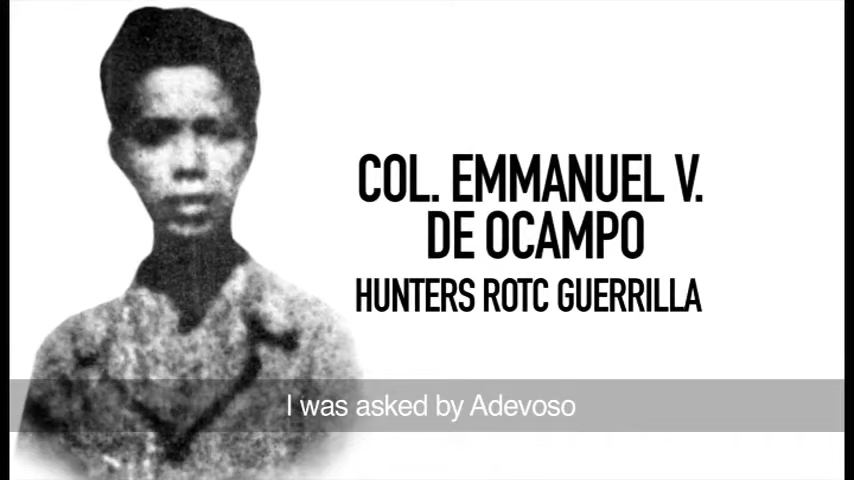 COL. EMMANUEL V.
DE OCAMPO
HUNTERS ROTC GUERRILLA
I was asked by Adevoso